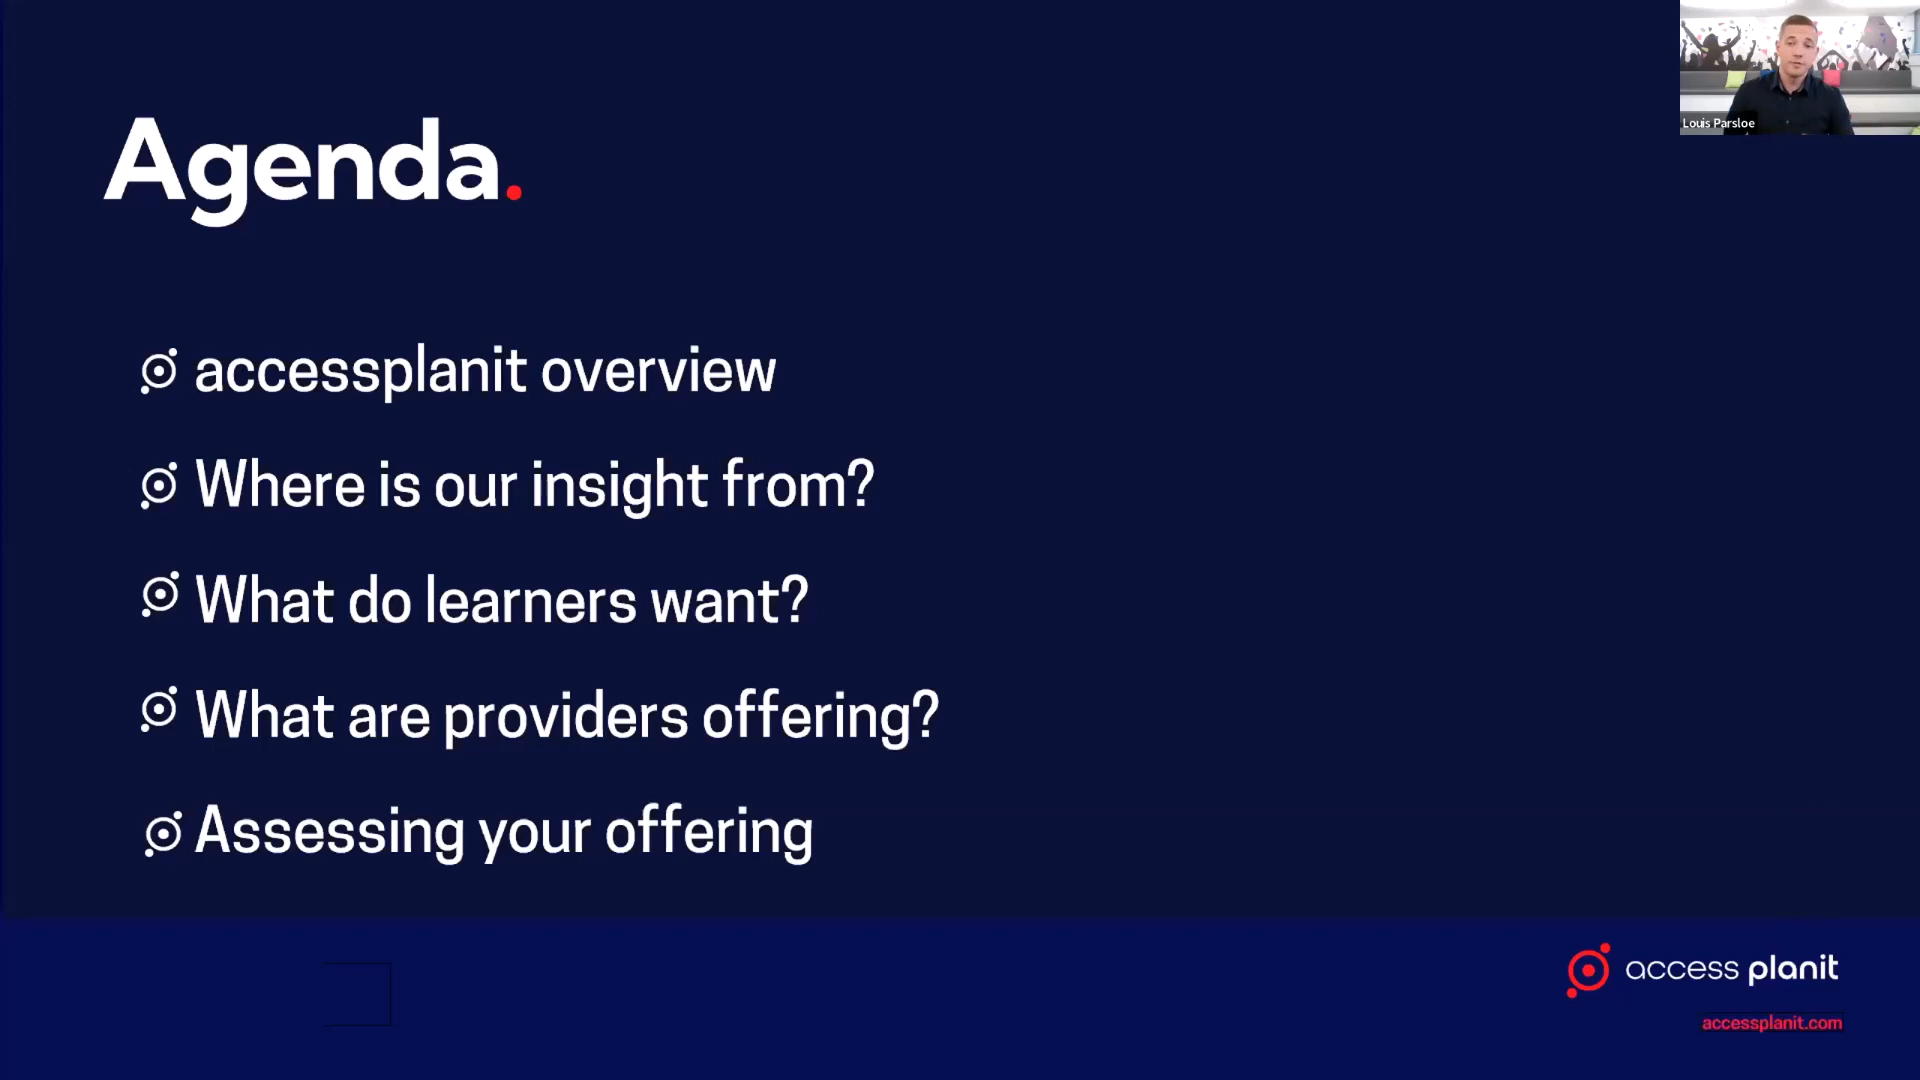 Louis Parsloe
Agenda.
accessplanit overview
Where is our insight from?
What do learners want?
What are providers offering?
Assessing your offering
access planit
accessplanit.com